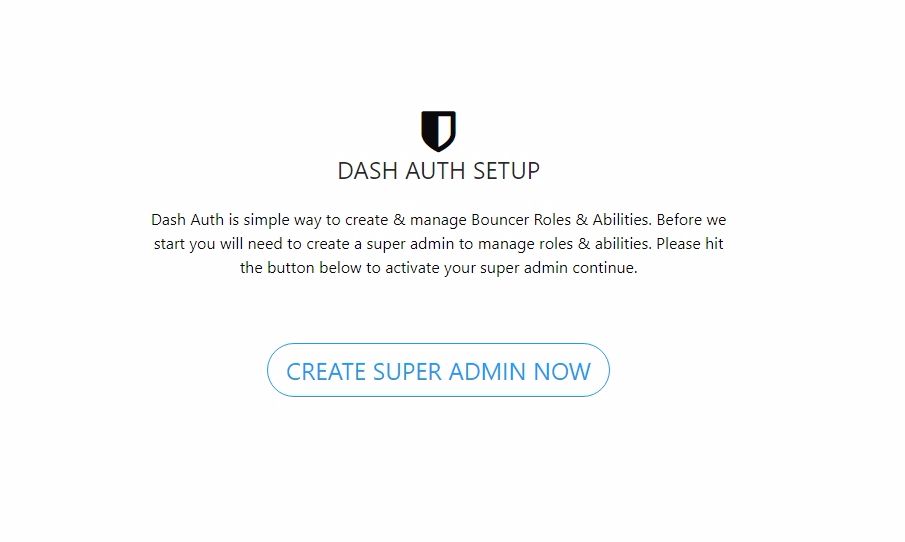 DASH AUTH SETUP
Dash Auth is simple way to create & manage Bouncer Roles & Abilities. Before we
start you will need to create a super admin to manage roles & abilities. Please hit
the button below to activate your super admin continue.
CREATE SUPER ADMIN NOW